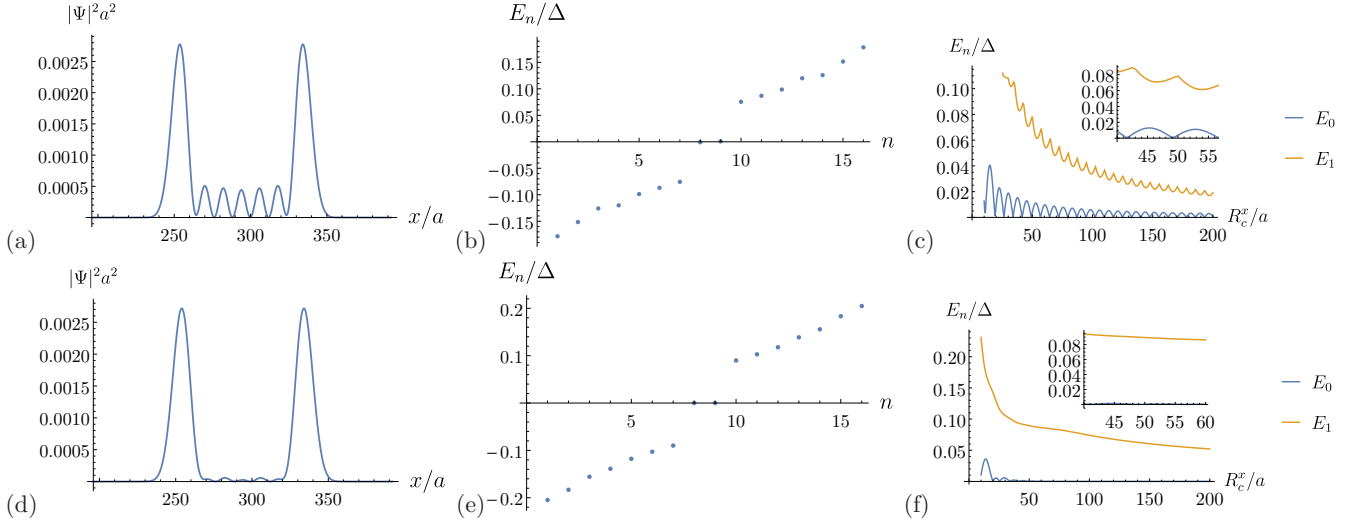 |Ψ|²a²
0.0025
0.0020
0.0015
0.0010
0.0005
250 300 350
x/a
(a)
E_n/Δ
0.15
0.10
0.05
5 10 15
n
−0.05
−0.10
−0.15
(b)
E_n/Δ
0.10
0.08
0.06
0.04
0.02
50 100 150 200
R_c^x/a
0.08
0.06
0.04
0.02
45 50 55
E_0
E_1
(c)
|Ψ|²a²
0.0025
0.0020
0.0015
0.0010
0.0005
250 300 350
x/a
(d)
E_n/Δ
0.2
0.1
5 10 15
n
−0.1
−0.2
(e)
E_n/Δ
0.20
0.15
0.10
0.05
50 100 150 200
R_c^x/a
0.08
0.06
0.04
0.02
45 50 55 60
E_0
E_1
(f)